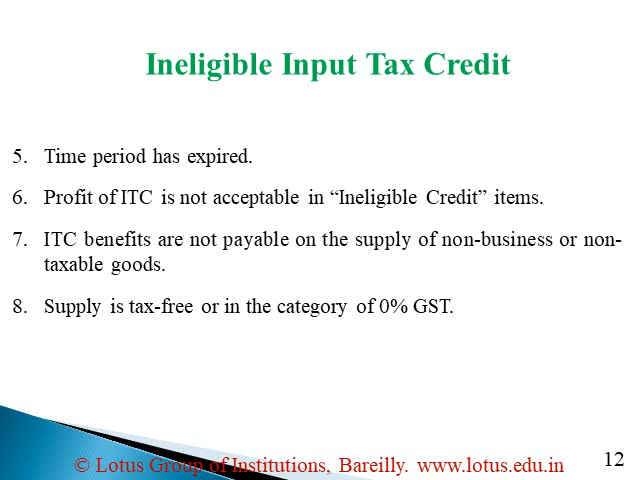 Ineligible Input Tax Credit
5. Time period has expired.
6. Profit of ITC is not acceptable in “Ineligible Credit” items.
7. ITC benefits are not payable on the supply of non-business or non-
taxable goods.
8. Supply is tax-free or in the category of 0% GST.
© Lotus Group of Institutions, Bareilly. www.lotus.edu.in
12